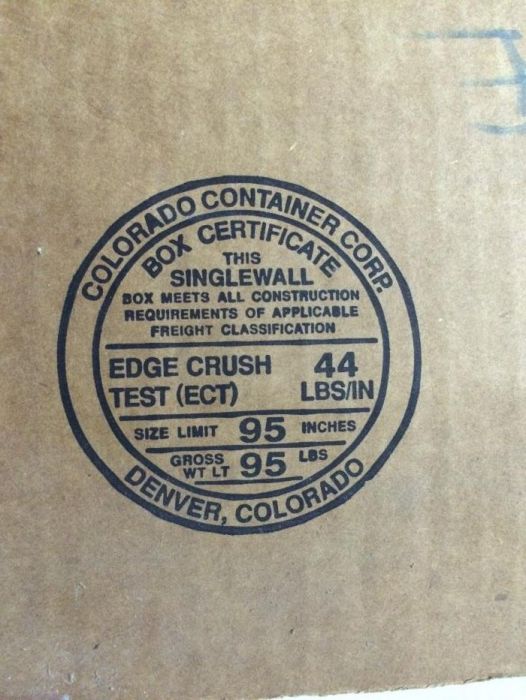 COLORADO CONTAINER CORP.
BOX CERTIFICATE
THIS
SINGLEWALL
BOX MEETS ALL CONSTRUCTION
REQUIREMENTS OF APPLICABLE
FREIGHT CLASSIFICATION
EDGE CRUSH 44
TEST (ECT) LBS/IN
SIZE LIMIT 95 INCHES
GROSS
WT LT 95 LBS
DENVER, COLORADO